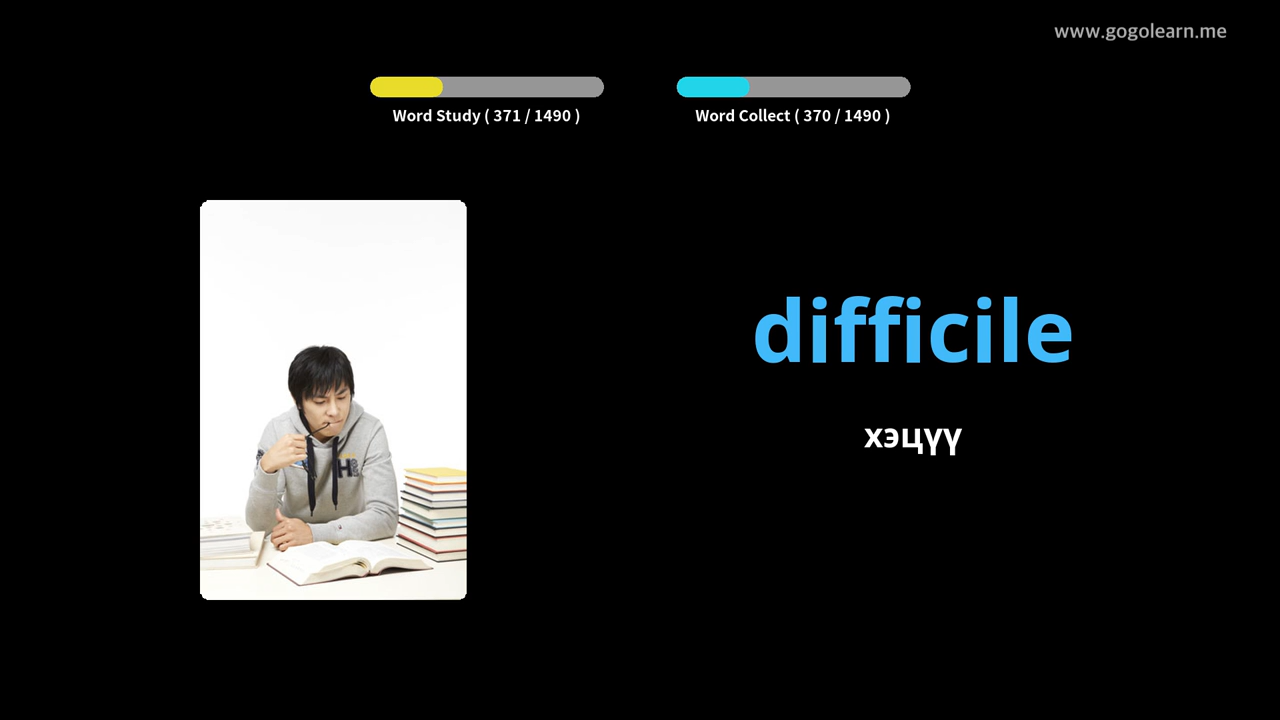 www.gogolearn.me
Word Study ( 371 / 1490 )
Word Collect ( 370 / 1490 )
difficile
хэцүү
H